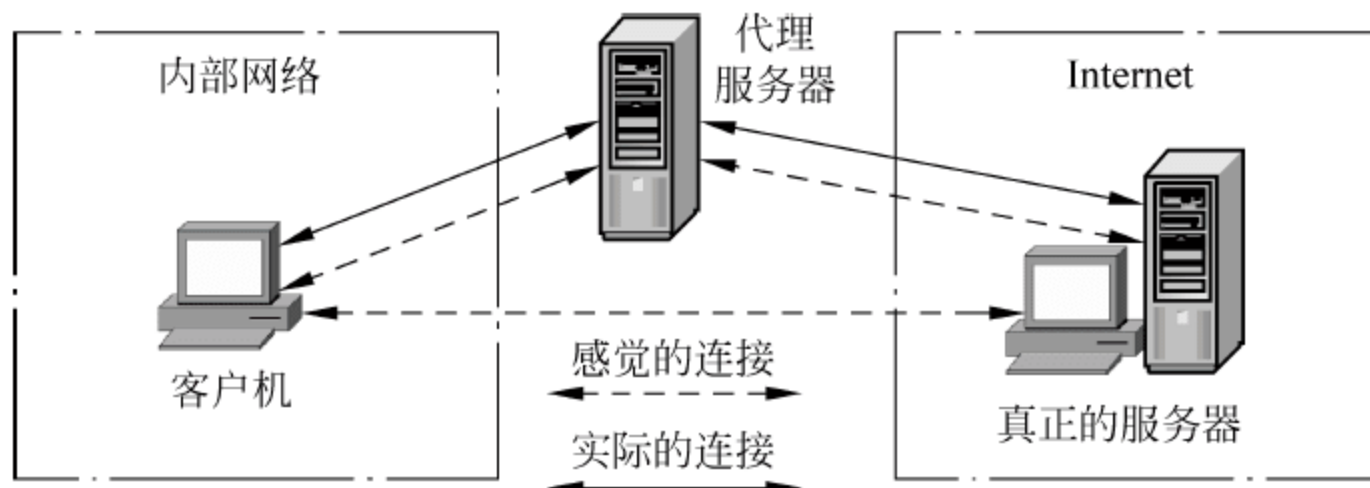 内部网络
代理
服务器
Internet
客户机
感觉的连接
实际的连接
真正的服务器